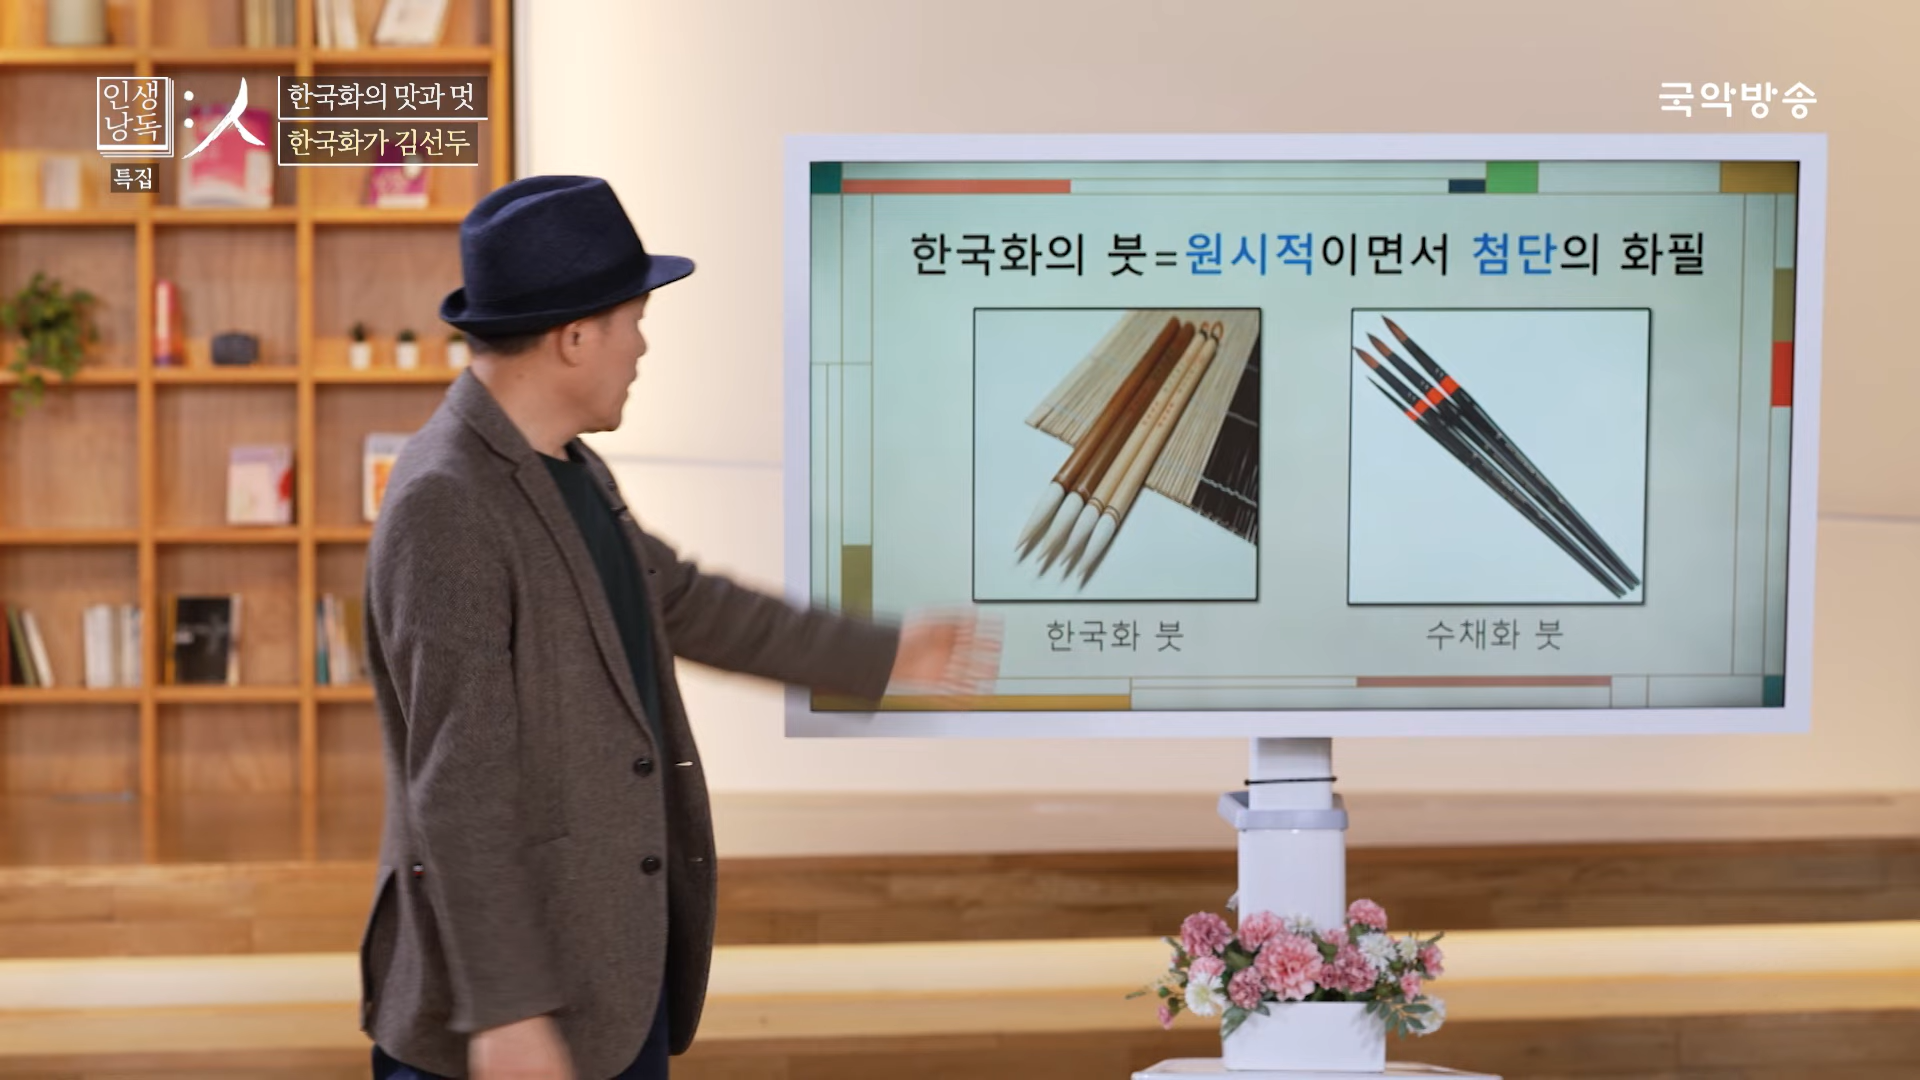 인생
낭독
特집
:人
한국화의 맛과 멋
한국화가 김선두
국악방송
한국화의 붓=원시적이면서 첨단의 화필
한국화 붓
수채화 붓